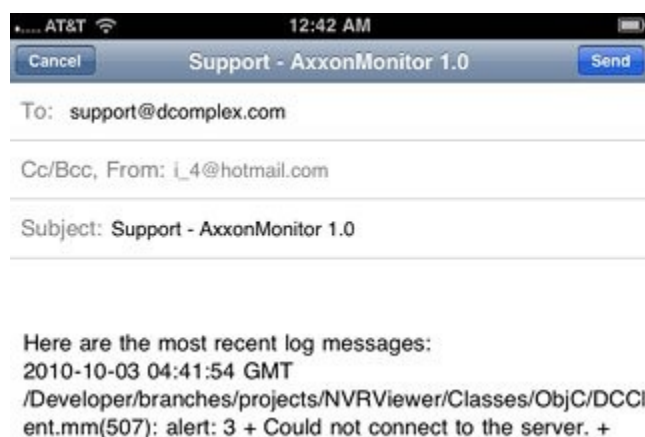 AT&T 12:42 AM
Cancel Support - AxxonMonitor 1.0 Send
To: support@dcomplex.com
Cc/Bcc, From: i_4@hotmail.com
Subject: Support - AxxonMonitor 1.0
Here are the most recent log messages:
2010-10-03 04:41:54 GMT
/Developer/branches/projects/NVRViewer/Classes/ObjC/DCCl
ent.mm(507): alert: 3 + Could not connect to the server. +